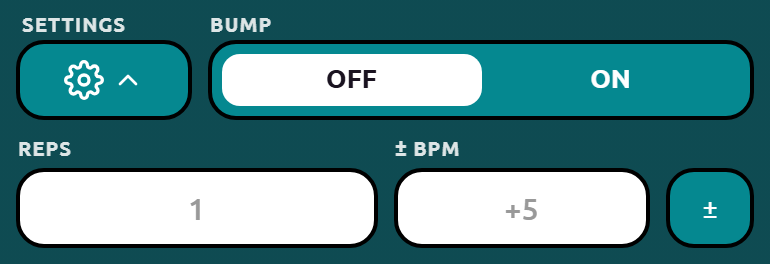 SETTINGS BUMP
OFF ON
REPS ± BPM
1 +5 ±